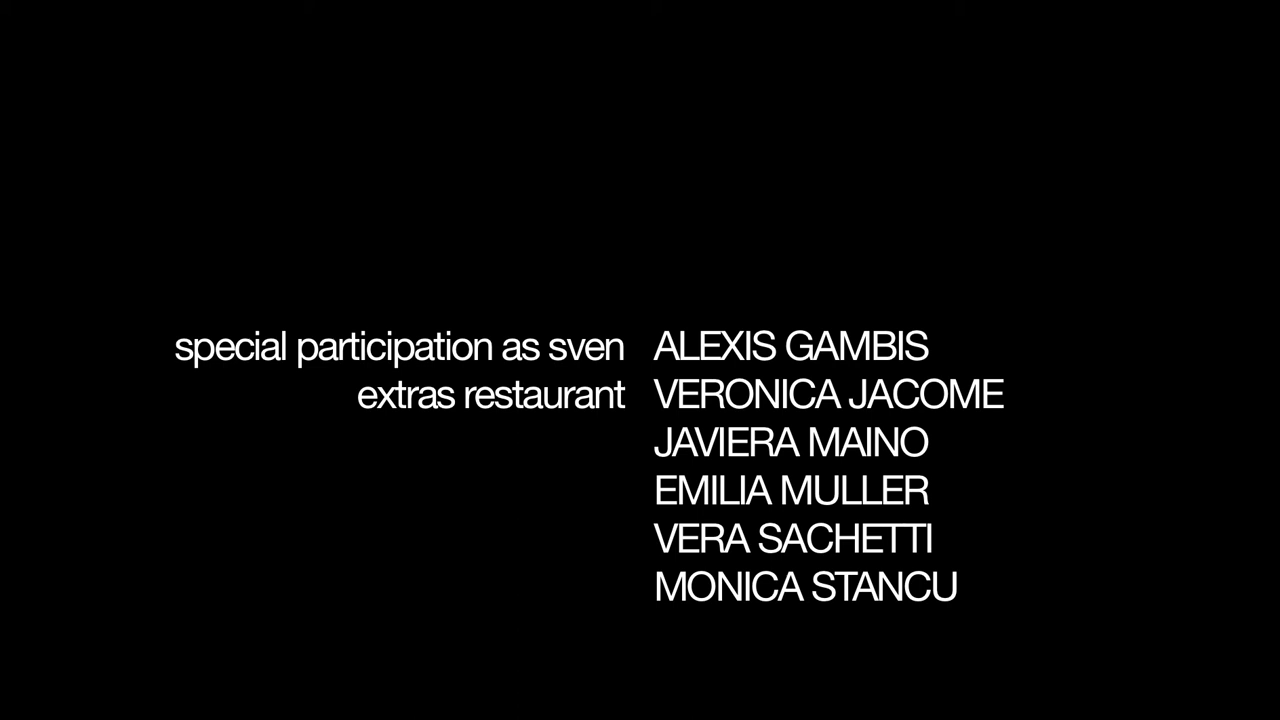 special participation as sven ALEXIS GAMBIS
extras restaurant VERONICA JACOME
JAVIERA MAINO
EMILIA MULLER
VERA SACHETTI
MONICA STANCU